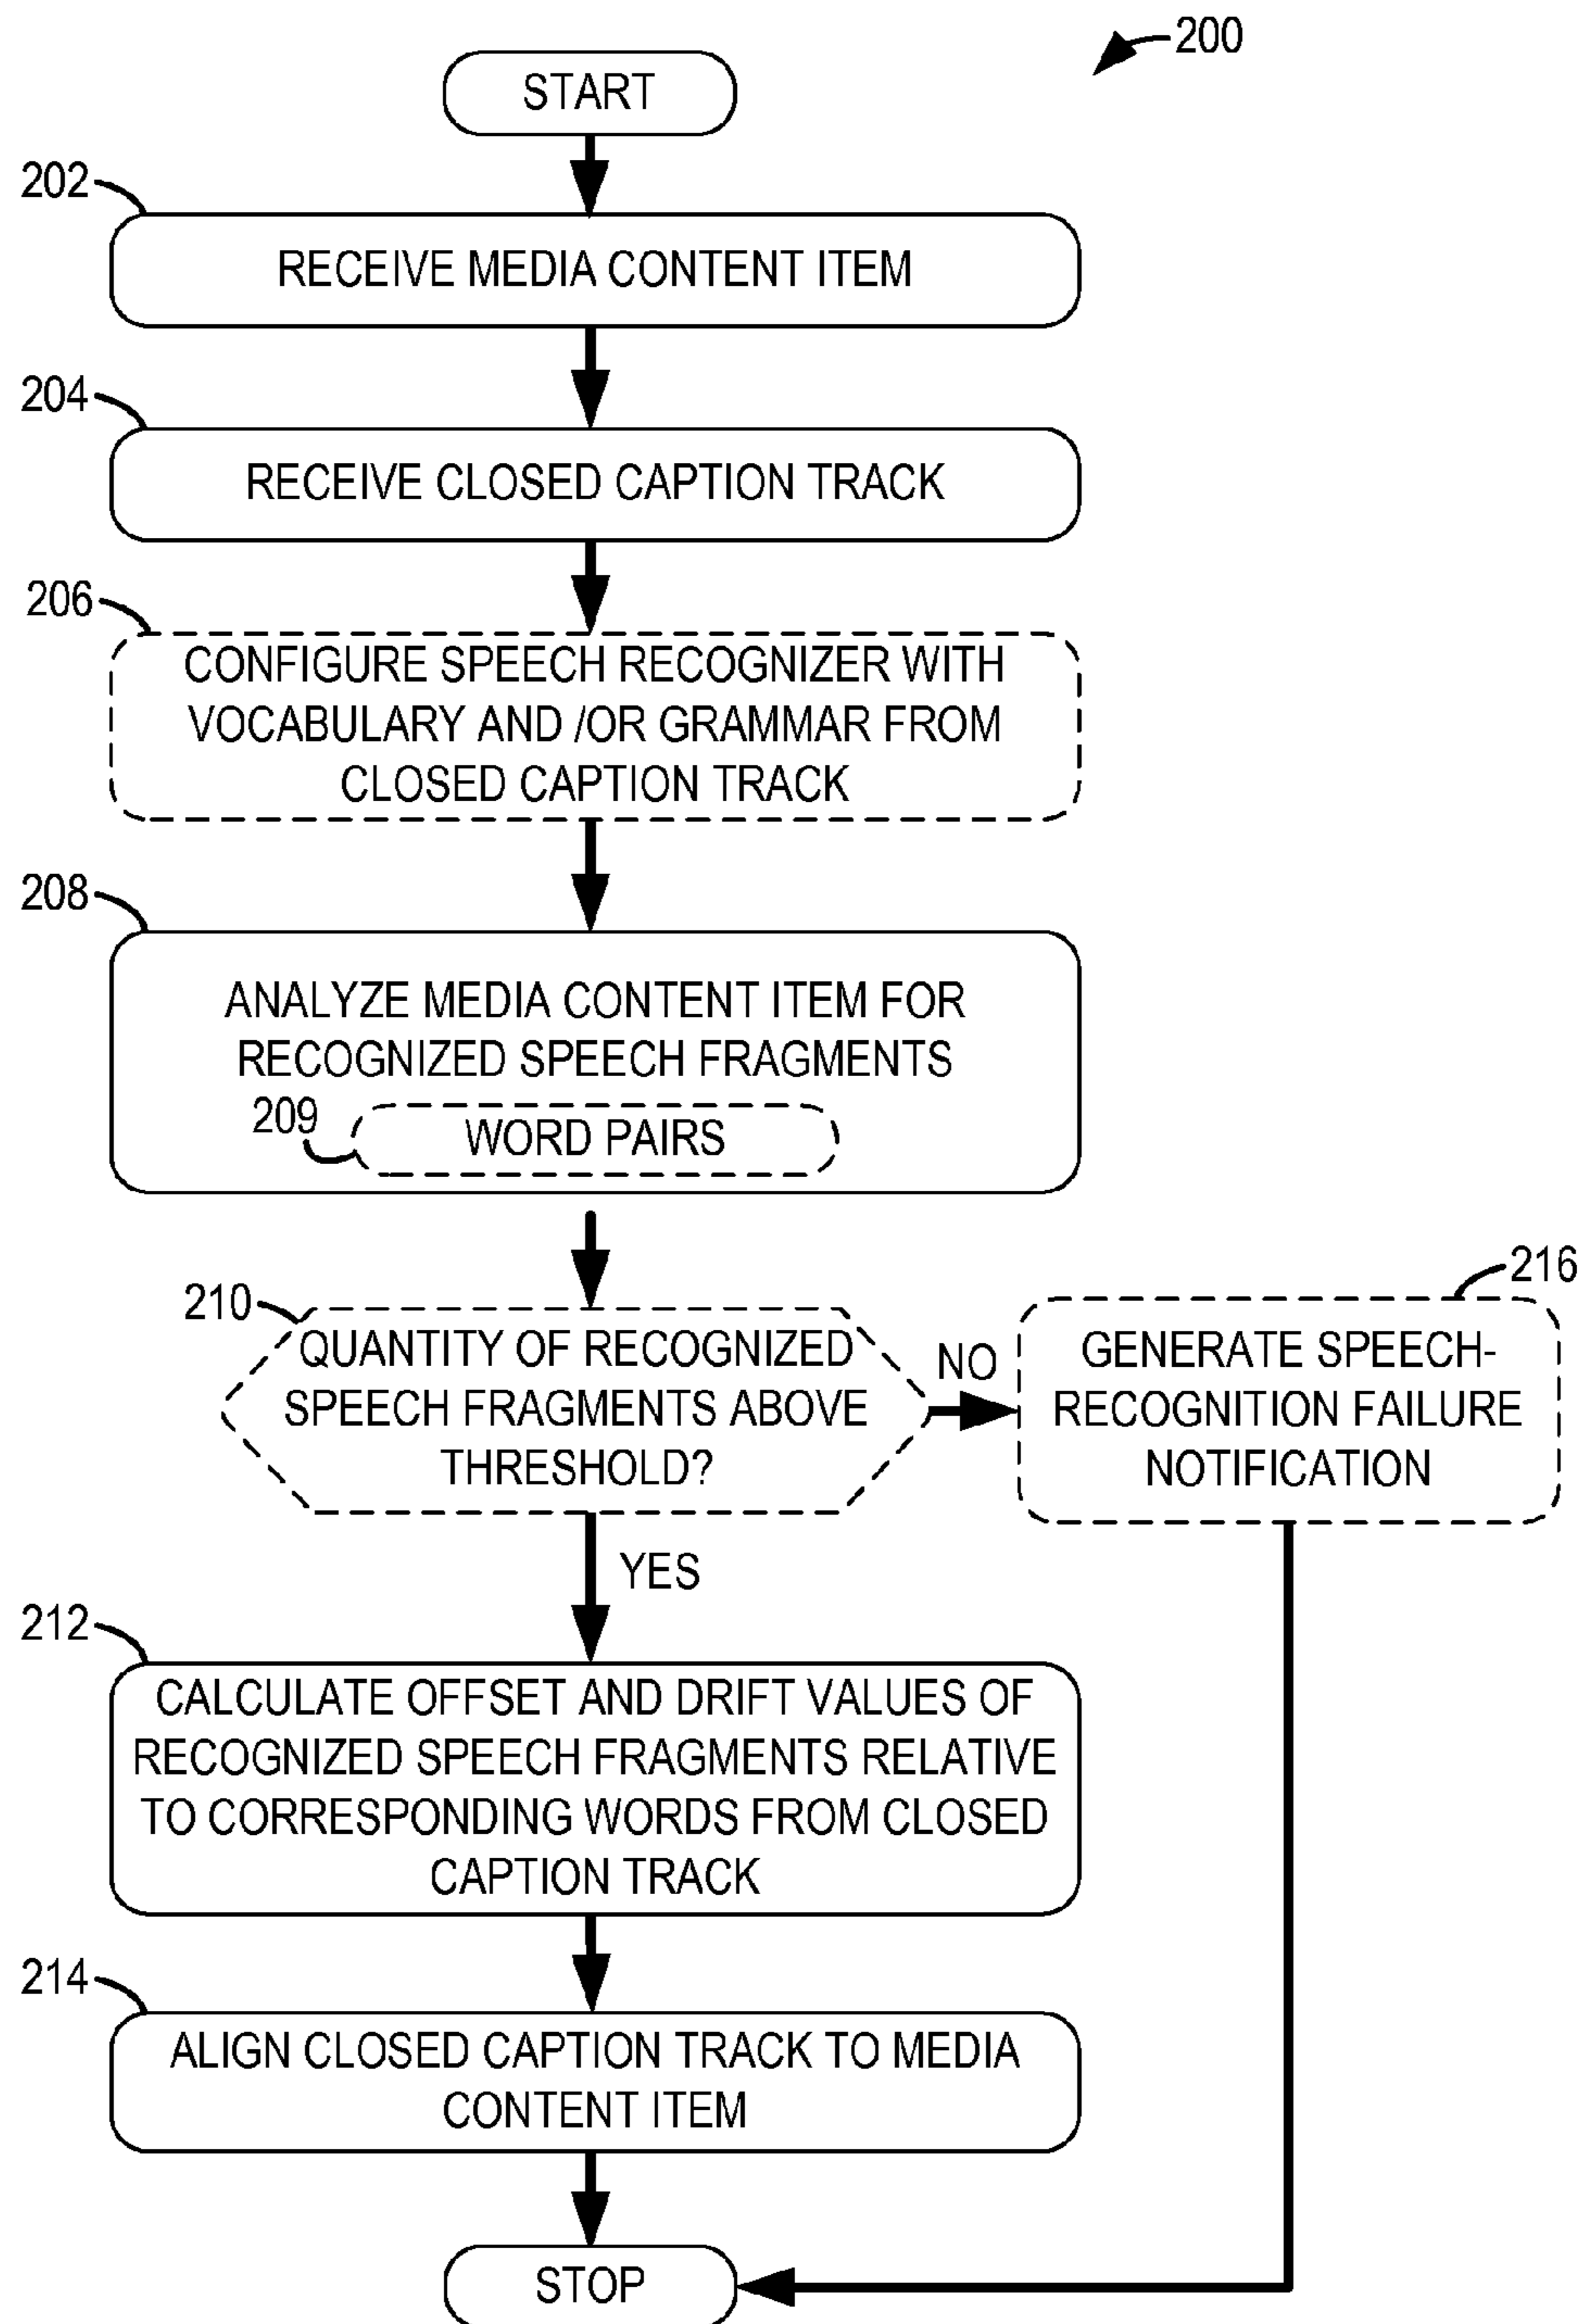 200
START
202
RECEIVE MEDIA CONTENT ITEM
204
RECEIVE CLOSED CAPTION TRACK
206
CONFIGURE SPEECH RECOGNIZER WITH
VOCABULARY AND /OR GRAMMAR FROM
CLOSED CAPTION TRACK
208
ANALYZE MEDIA CONTENT ITEM FOR
RECOGNIZED SPEECH FRAGMENTS
209
WORD PAIRS
210
QUANTITY OF RECOGNIZED
SPEECH FRAGMENTS ABOVE
THRESHOLD?
NO
216
GENERATE SPEECH-
RECOGNITION FAILURE
NOTIFICATION
YES
212
CALCULATE OFFSET AND DRIFT VALUES OF
RECOGNIZED SPEECH FRAGMENTS RELATIVE
TO CORRESPONDING WORDS FROM CLOSED
CAPTION TRACK
214
ALIGN CLOSED CAPTION TRACK TO MEDIA
CONTENT ITEM
STOP